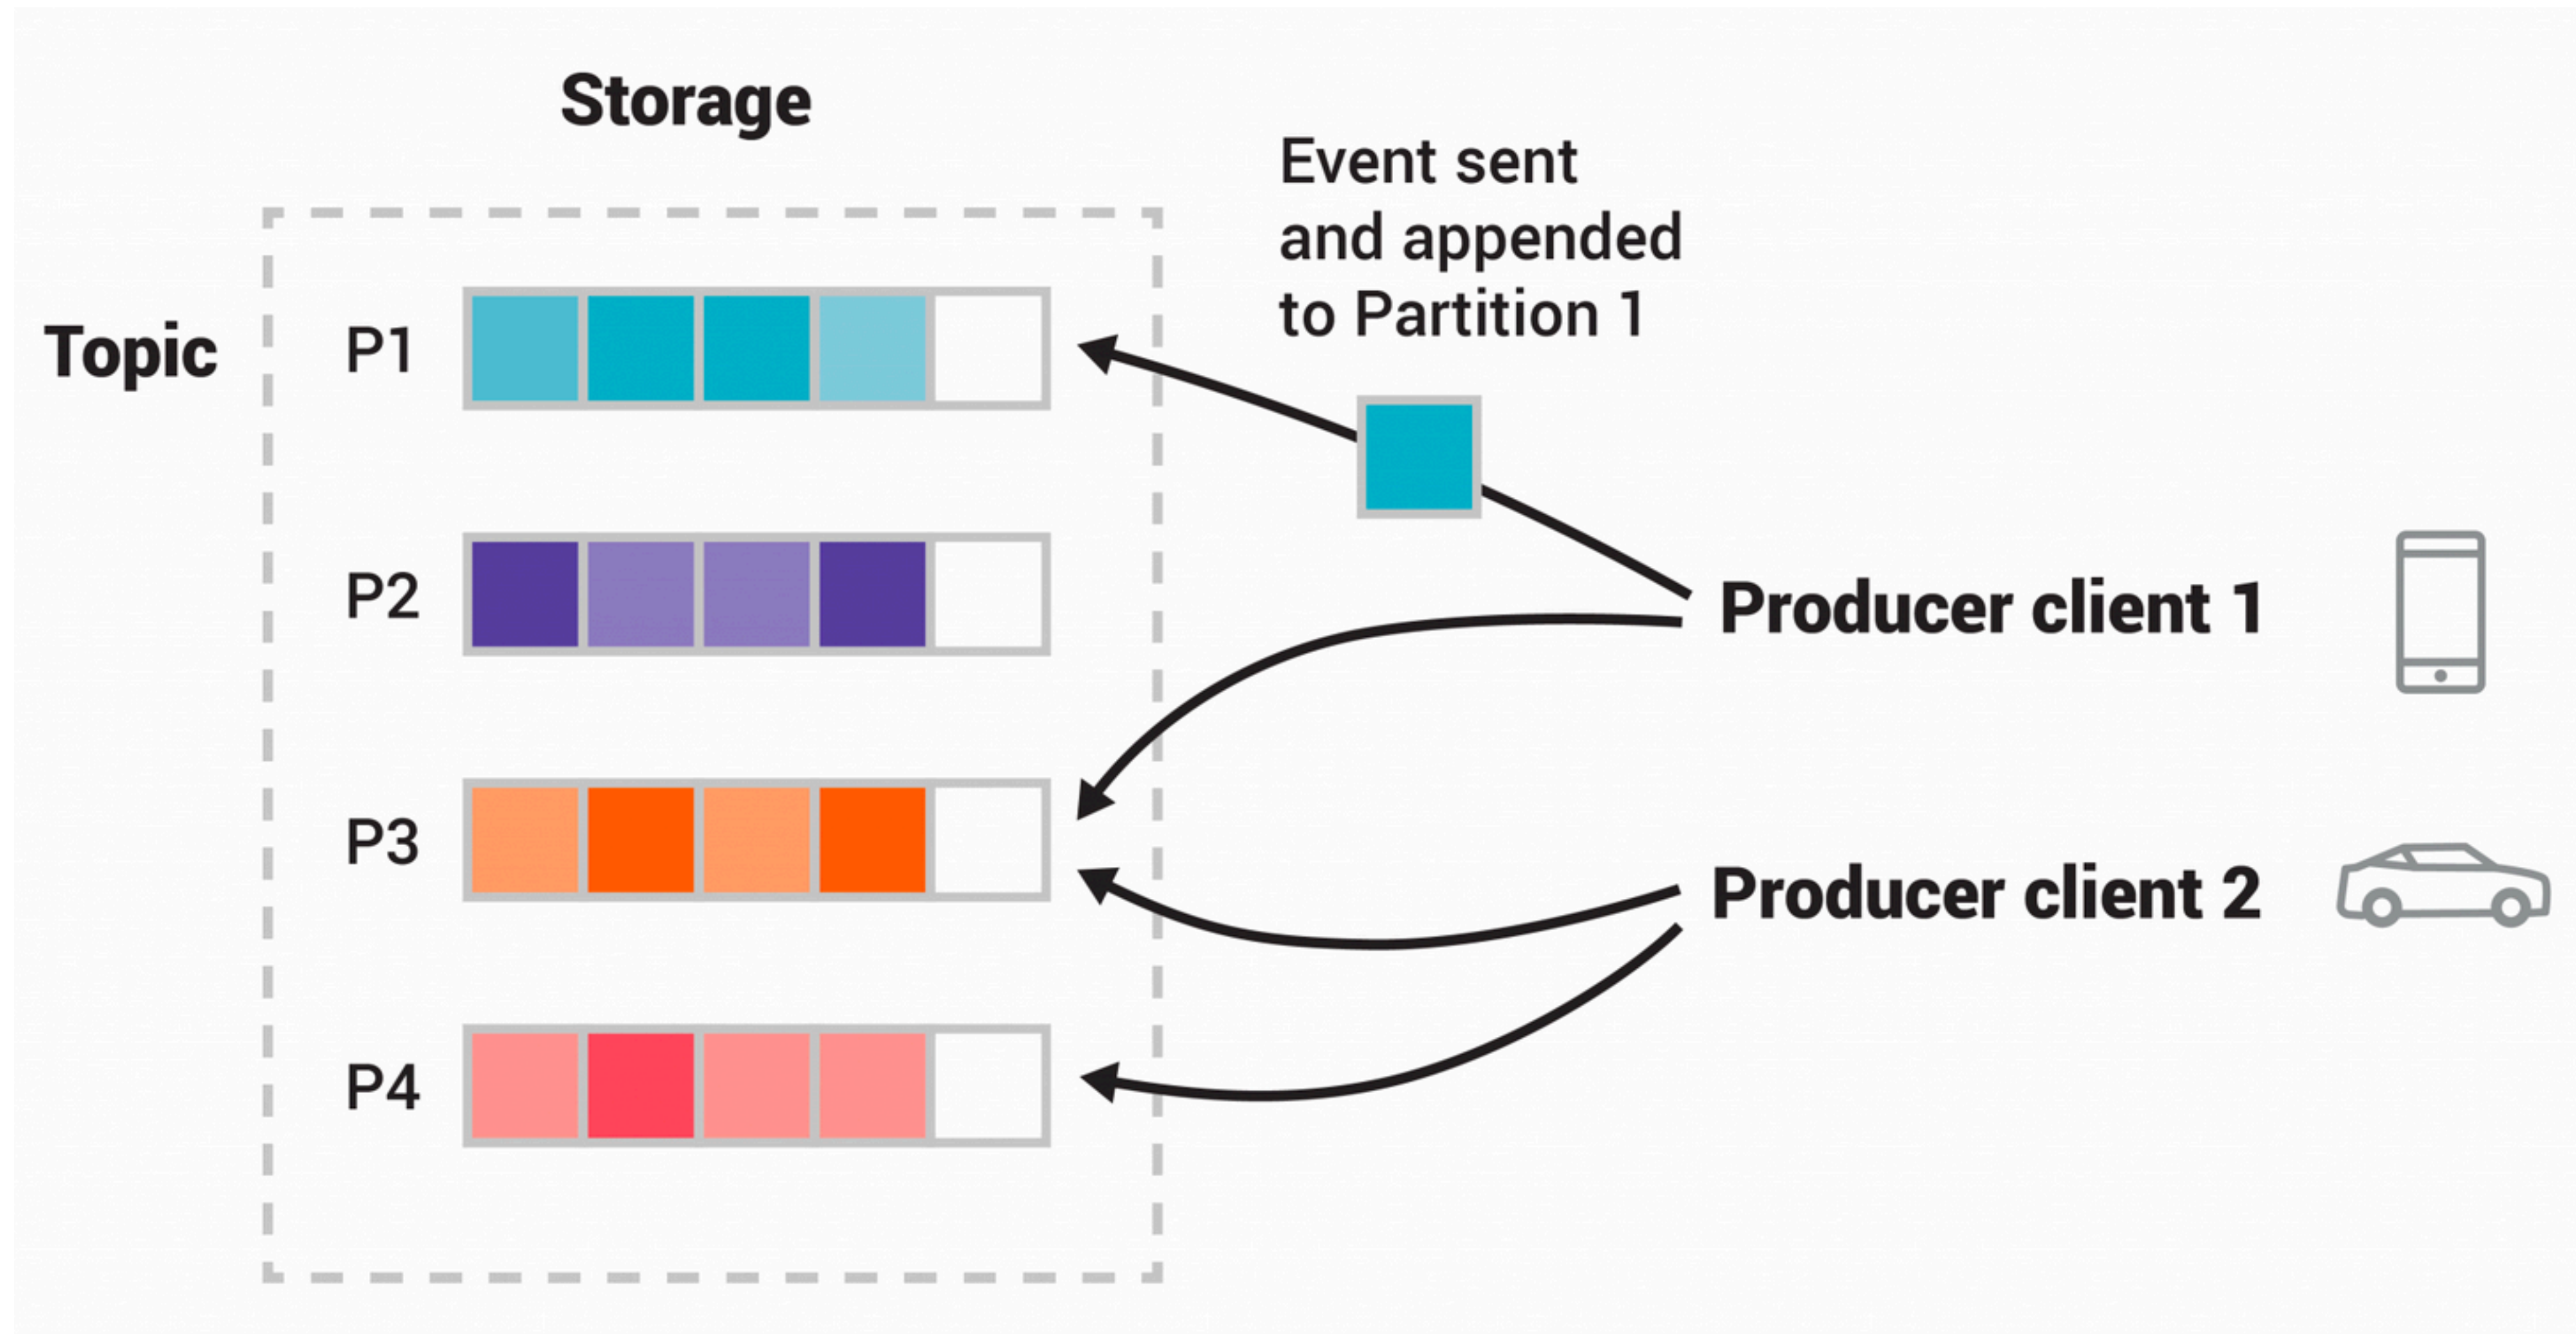 Storage
Event sent
and appended
to Partition 1
Topic
P1
P2
Producer client 1
P3
Producer client 2
P4